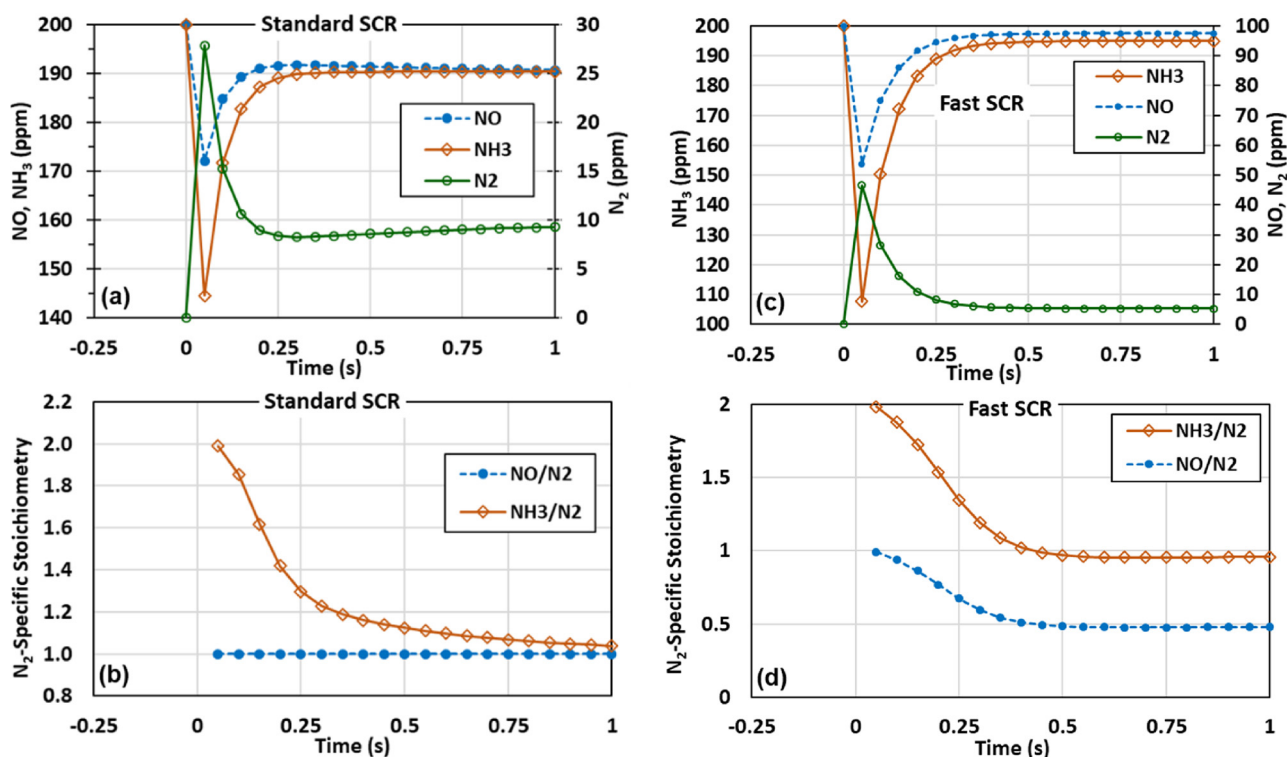 Standard SCR
200
190
180
170
160
150
140
NO, NH₃ (ppm)
30
25
20
15
10
5
0
N₂ (ppm)
NO
NH3
N2
(a)
-0.25 0 0.25 0.5 0.75 1
Time (s)
200
190
180
170
160
150
140
130
120
110
100
NH₃ (ppm)
100
90
80
70
60
50
40
30
20
10
0
NO, N₂ (ppm)
NH3
NO
N2
Fast SCR
(c)
-0.25 0 0.25 0.5 0.75 1
Time (s)
Standard SCR
2.2
2.0
1.8
1.6
1.4
1.2
1.0
0.8
N₂-Specific Stoichiometry
NO/N2
NH3/N2
(b)
-0.25 0 0.25 0.5 0.75 1
Time (s)
Fast SCR
2
1.5
1
0.5
0
N₂-Specific Stoichiometry
NH3/N2
NO/N2
(d)
-0.25 0 0.25 0.5 0.75 1
Time (s)